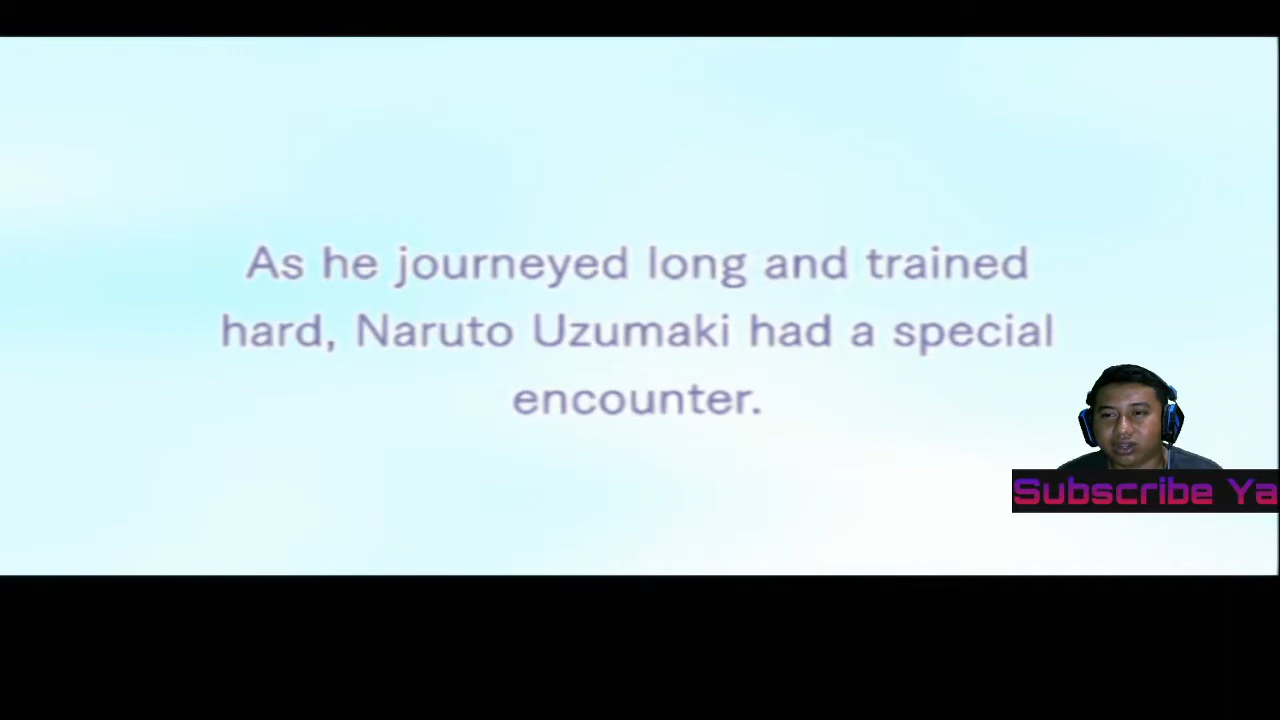 As he journeyed long and trained
hard, Naruto Uzumaki had a special
encounter.
Subscribe Ya